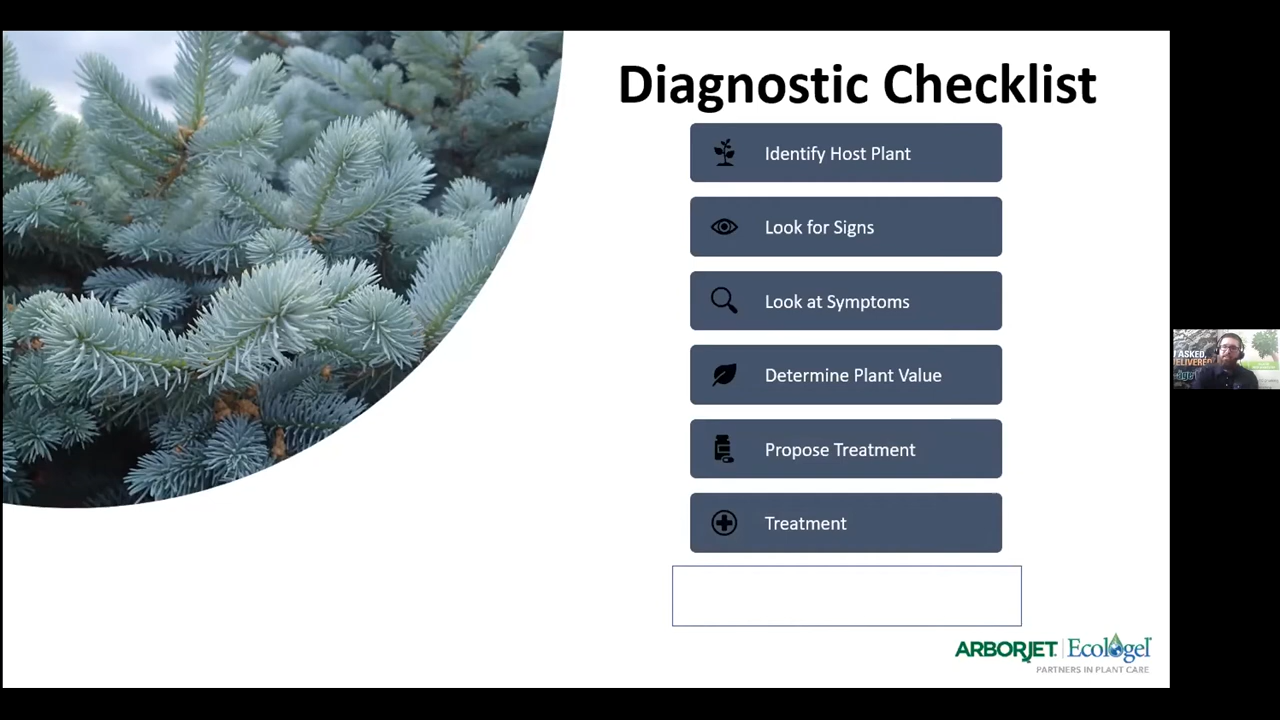 Diagnostic Checklist
Identify Host Plant
Look for Signs
Look at Symptoms
Determine Plant Value
Propose Treatment
Treatment
ASKED,
ARBORJET Ecologel
PARTNERS IN PLANT CARE